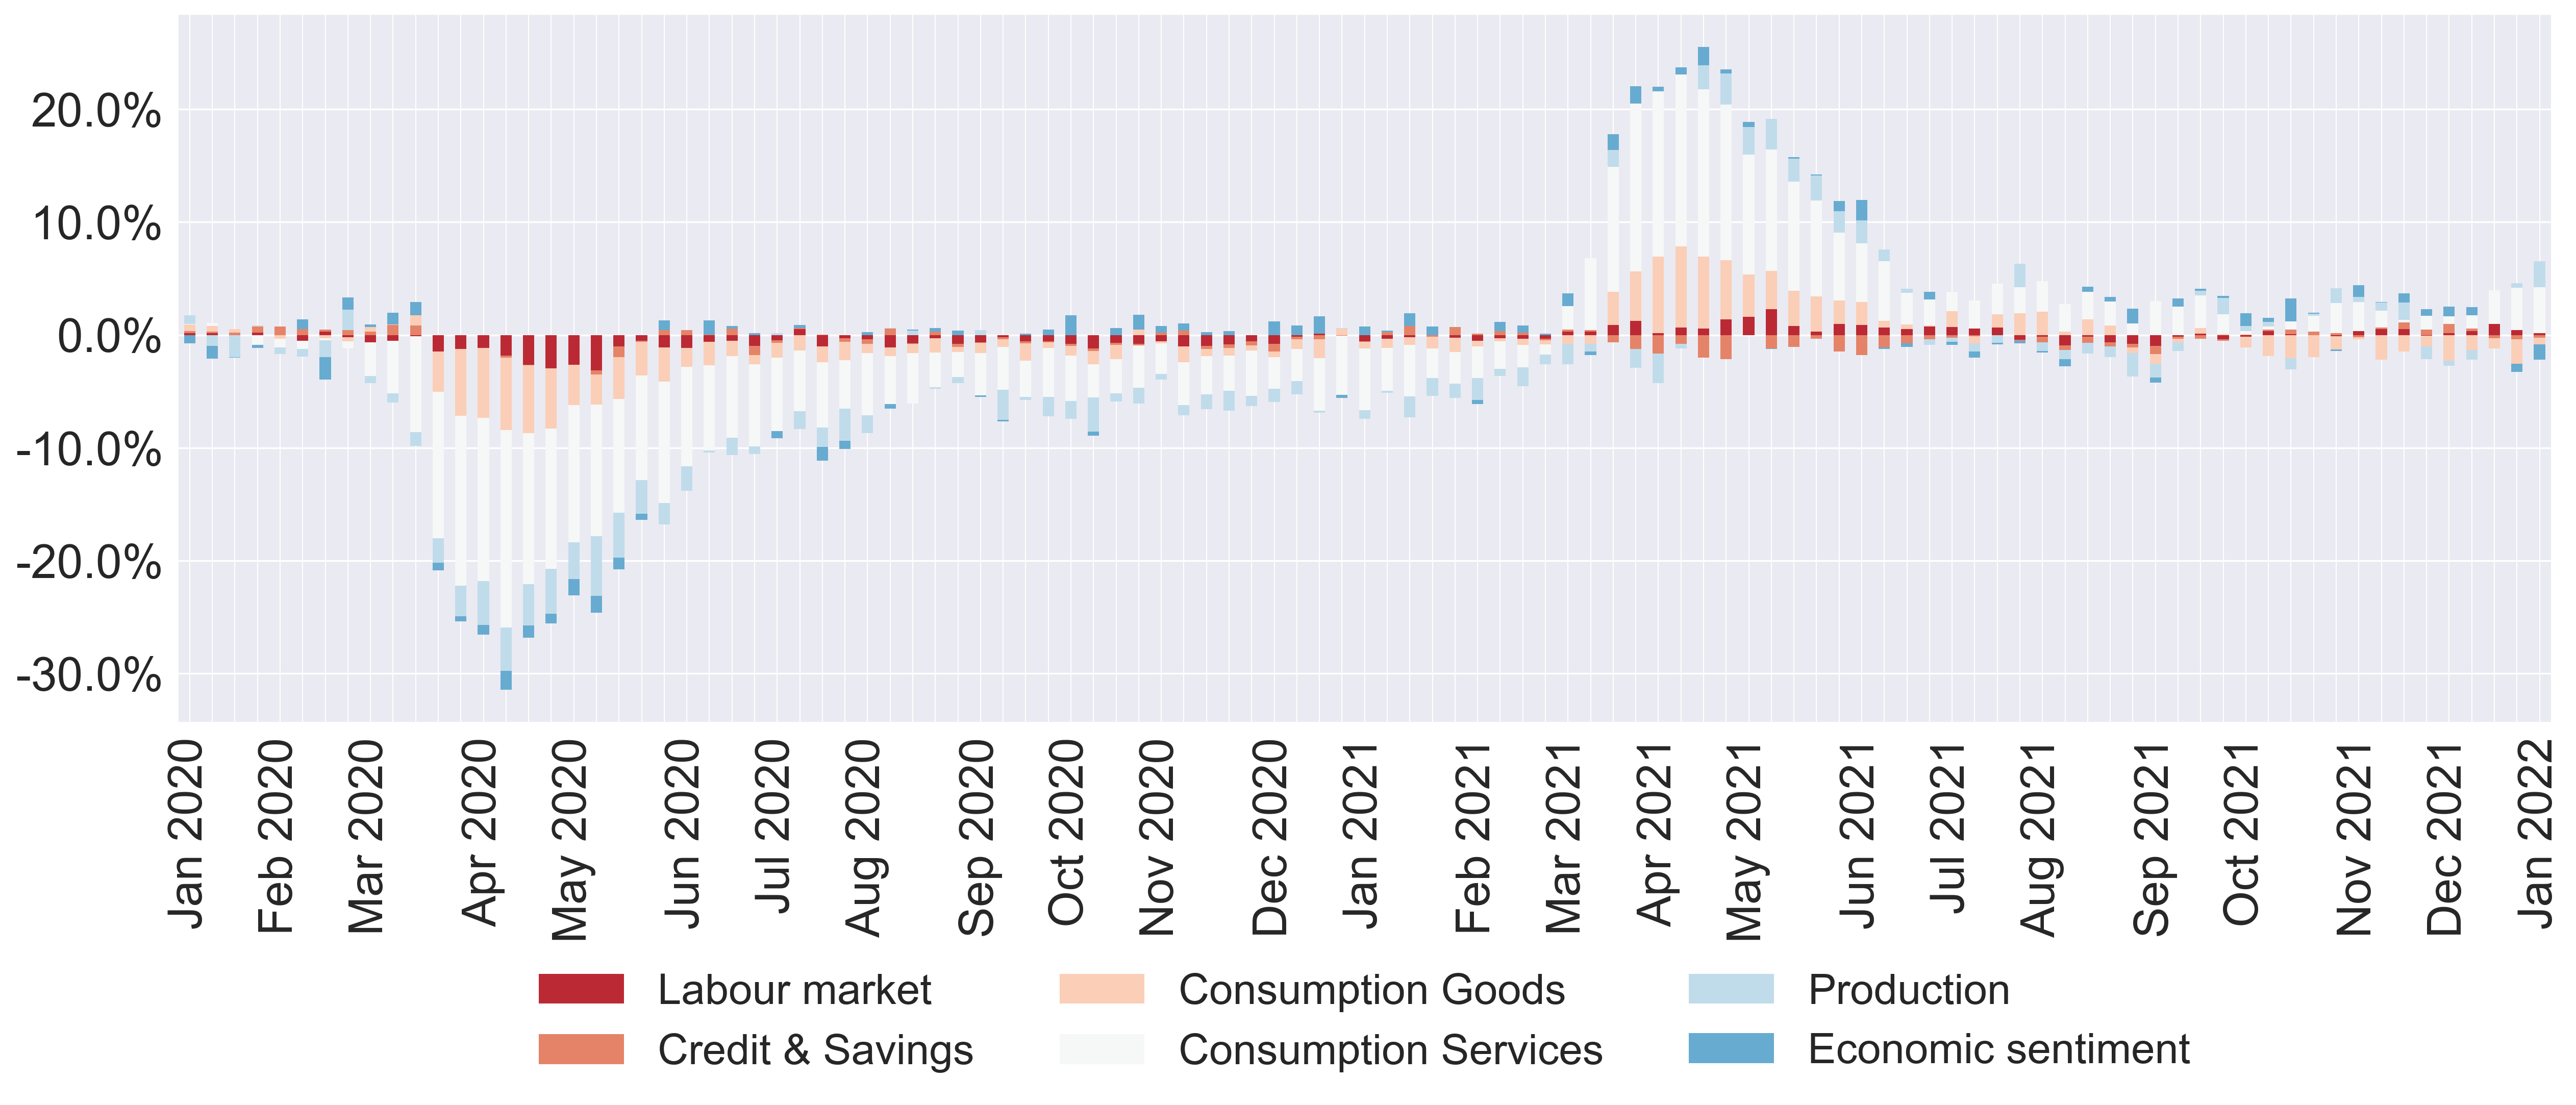 20.0%
10.0%
0.0%
-10.0%
-20.0%
-30.0%
Jan 2020
Feb 2020
Mar 2020
Apr 2020
May 2020
Jun 2020
Jul 2020
Aug 2020
Sep 2020
Oct 2020
Nov 2020
Dec 2020
Jan 2021
Feb 2021
Mar 2021
Apr 2021
May 2021
Jun 2021
Jul 2021
Aug 2021
Sep 2021
Oct 2021
Nov 2021
Dec 2021
Jan 2022
Labour market
Credit & Savings
Consumption Goods
Consumption Services
Production
Economic sentiment